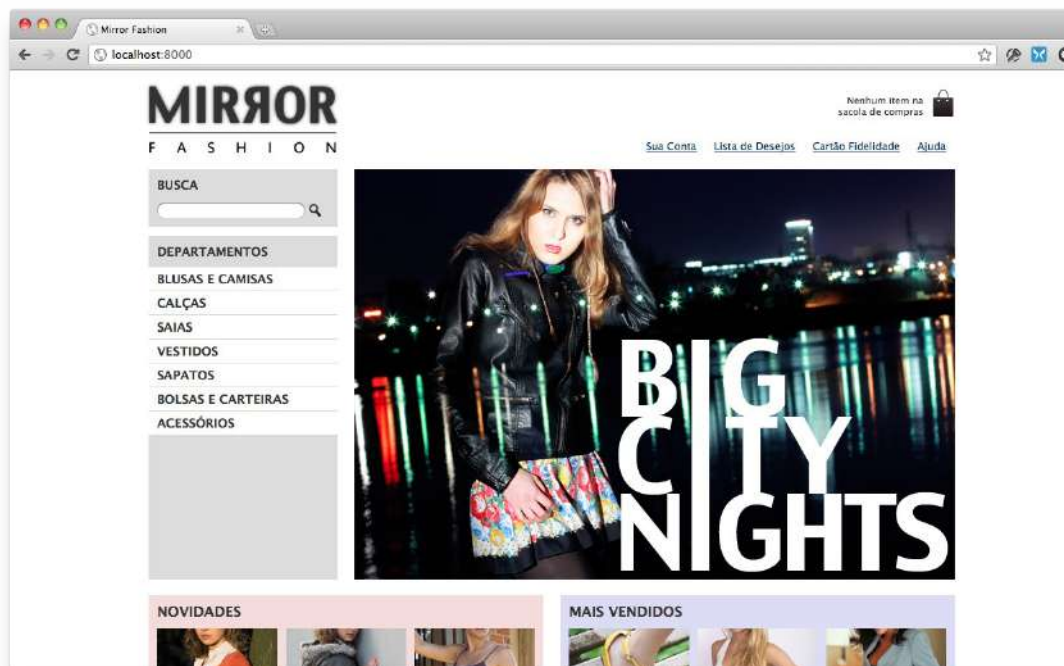 Mirror Fashion
localhost:8000
MIRROR
FASHION
Nenhum item na
sacola de compras
Sua Conta Lista de Desejos Cartão Fidelidade Ajuda
BUSCA
DEPARTAMENTOS
BLUSAS E CAMISAS
CALÇAS
SAIAS
VESTIDOS
SAPATOS
BOLSAS E CARTEIRAS
ACESSÓRIOS
BIG
CITY
NIGHTS
NOVIDADES
MAIS VENDIDOS